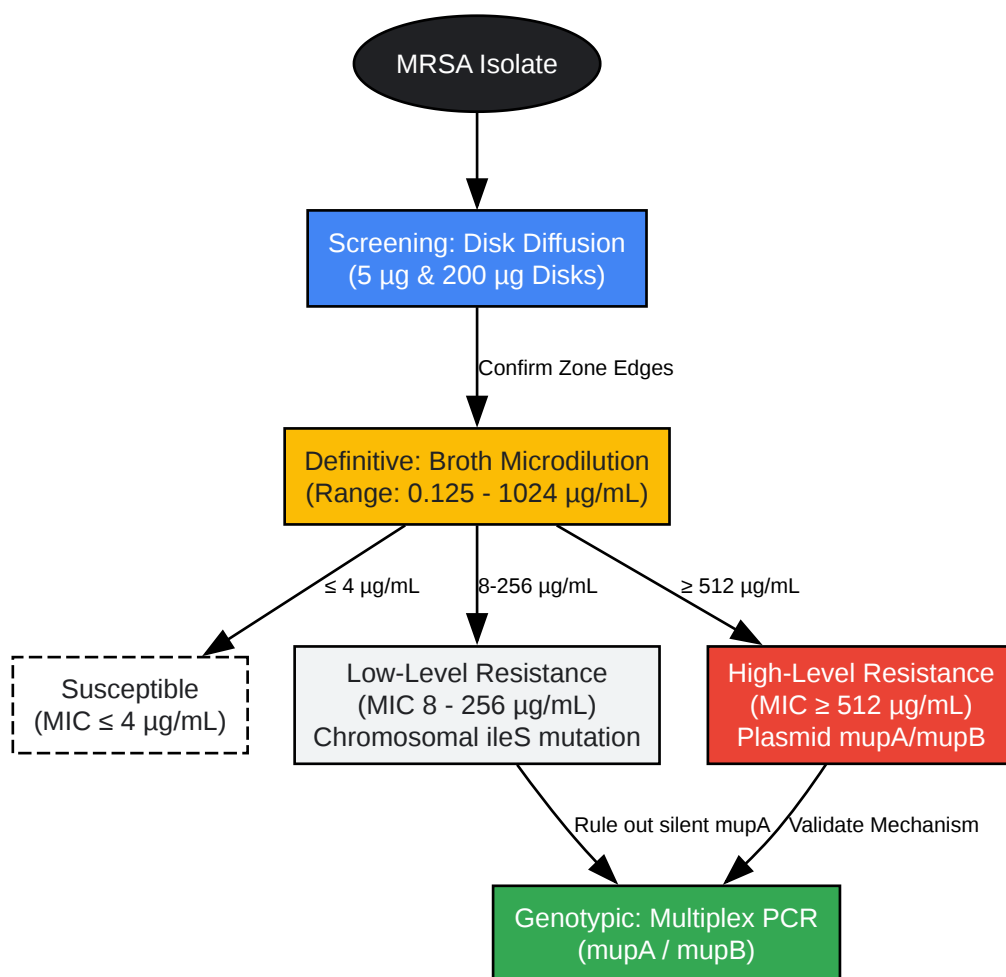 MRSA Isolate
Screening: Disk Diffusion
(5 µg & 200 µg Disks)
Confirm Zone Edges
Definitive: Broth Microdilution
(Range: 0.125 - 1024 µg/mL)
≤ 4 µg/mL
8-256 µg/mL
≥ 512 µg/mL
Susceptible
(MIC ≤ 4 µg/mL)
Low-Level Resistance
(MIC 8 - 256 µg/mL)
Chromosomal ileS mutation
High-Level Resistance
(MIC ≥ 512 µg/mL)
Plasmid mupA/mupB
Rule out silent mupA
Validate Mechanism
Genotypic: Multiplex PCR
(mupA / mupB)